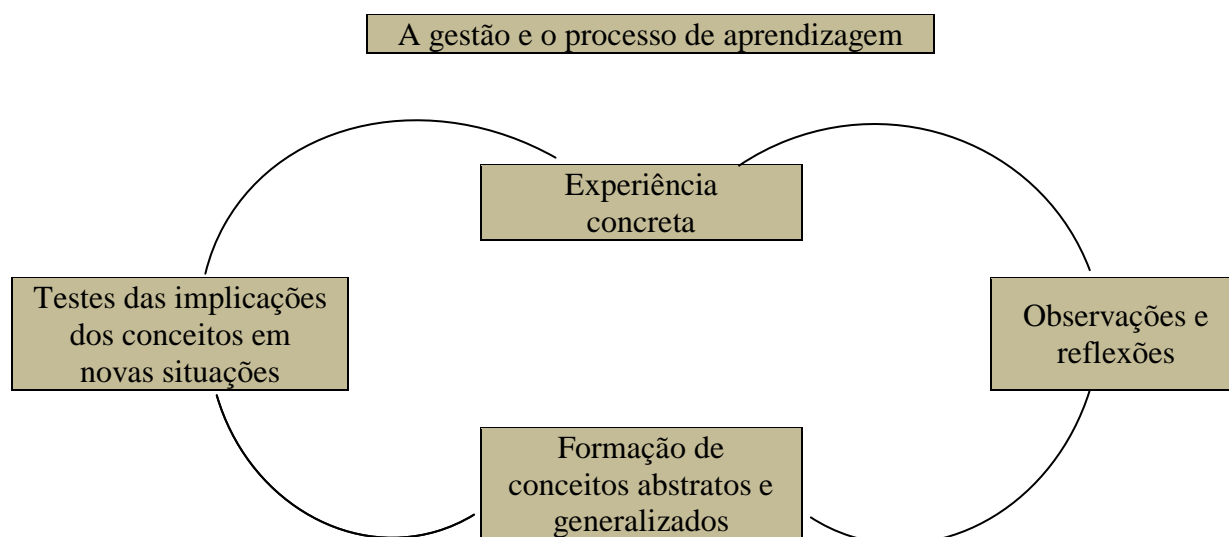 A gestão e o processo de aprendizagem
Experiência
concreta
Testes das implicações
dos conceitos em
novas situações
Observações e
reflexões
Formação de
conceitos abstratos e
generalizados